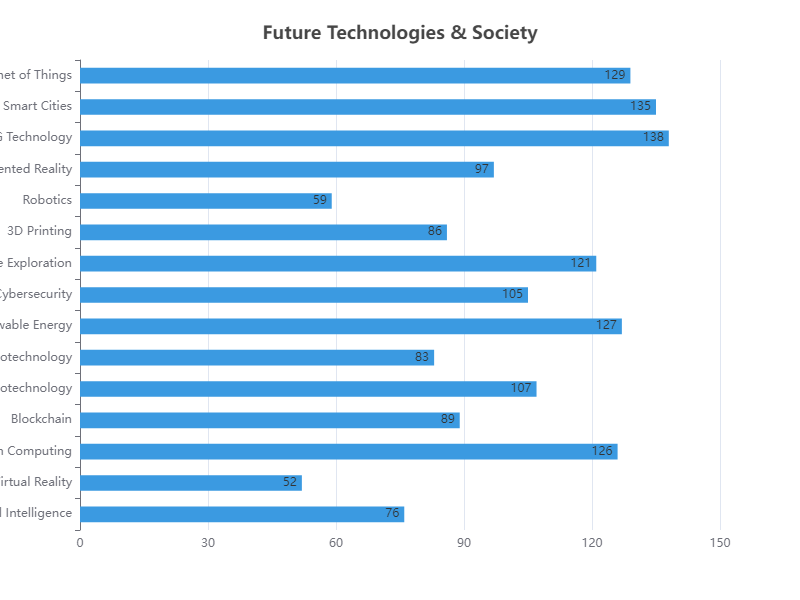 Future Technologies & Society
net of Things 129
Smart Cities 135
G Technology 138
ented Reality 97
Robotics 59
3D Printing 86
e Exploration 121
Cybersecurity 105
wable Energy 127
otechnology 83
otechnology 107
Blockchain 89
n Computing 126
irtual Reality 52
l Intelligence 76
0 30 60 90 120 150